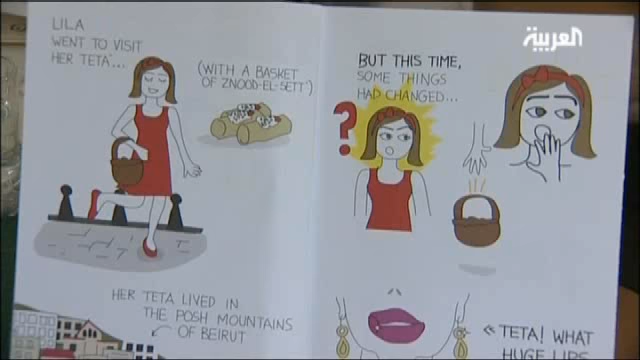 العربية
LILA
WENT TO VISIT
HER TETA*...
(WITH A BASKET
OF ZNOOD-EL-SETT*)
HER TETA LIVED IN
THE POSH MOUNTAINS
OF BEIRUT
BUT THIS TIME,
SOME THINGS
HAD CHANGED...
?
« TETA! WHAT
HUGE LIPS